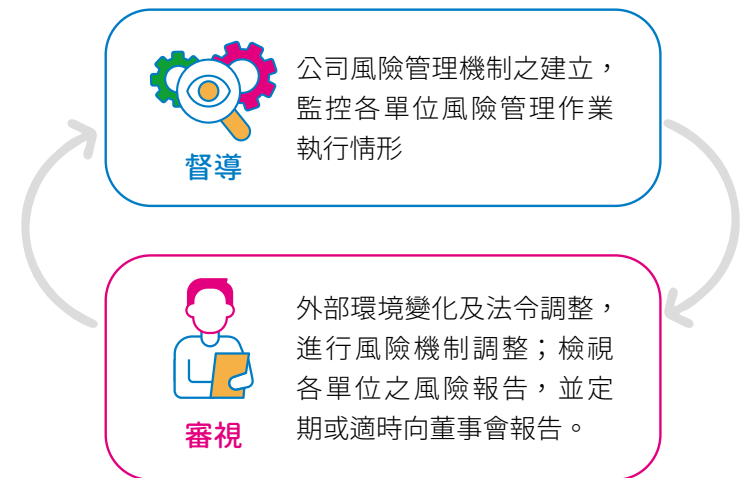 公司風險管理機制之建立，
監控各單位風險管理作業
執行情形
督導
外部環境變化及法令調整，
進行風險機制調整；檢視
各單位之風險報告，並定
期或適時向董事會報告。
審視